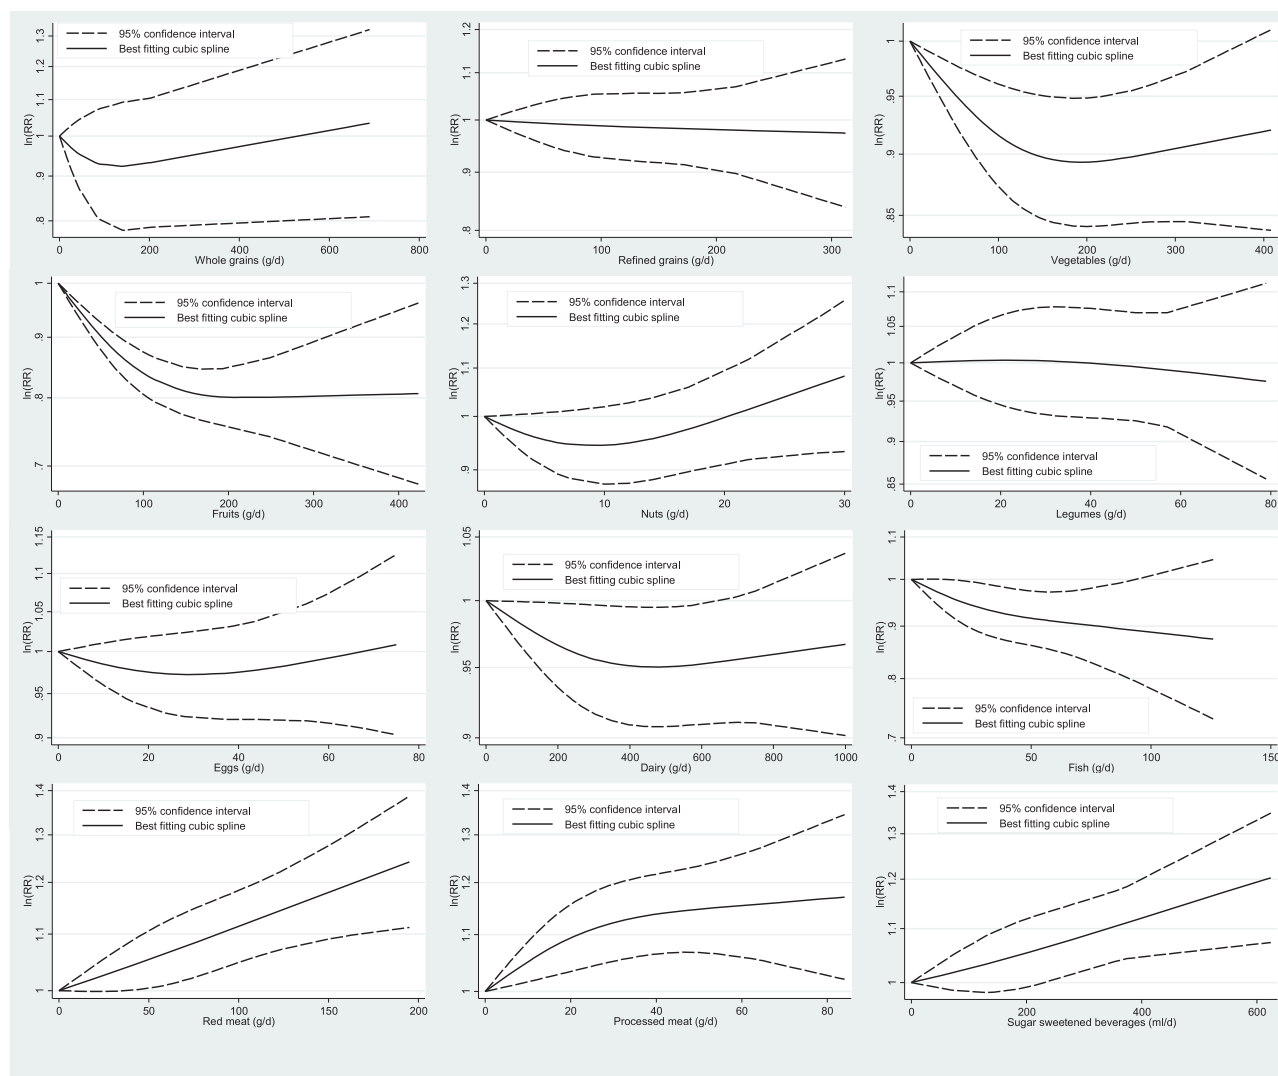 95% confidence interval
Best fitting cubic spline
ln(RR)
.8 .9 1 1.1 1.2 1.3
0 200 400 600 800
Whole grains (g/d)
95% confidence interval
Best fitting cubic spline
ln(RR)
.8 .9 1 1.1 1.2
0 100 200 300
Refined grains (g/d)
95% confidence interval
Best fitting cubic spline
ln(RR)
.85 .9 .95 1
0 100 200 300 400
Vegetables (g/d)
95% confidence interval
Best fitting cubic spline
ln(RR)
.7 .8 .9 1
0 100 200 300 400
Fruits (g/d)
95% confidence interval
Best fitting cubic spline
ln(RR)
.9 1 1.1 1.2 1.3
0 10 20 30
Nuts (g/d)
95% confidence interval
Best fitting cubic spline
ln(RR)
.85 .9 .95 1 1.05 1.1
0 20 40 60 80
Legumes (g/d)
95% confidence interval
Best fitting cubic spline
ln(RR)
.9 .95 1 1.05 1.1 1.15
0 20 40 60 80
Eggs (g/d)
95% confidence interval
Best fitting cubic spline
ln(RR)
.9 .95 1 1.05
0 200 400 600 800 1000
Dairy (g/d)
95% confidence interval
Best fitting cubic spline
ln(RR)
.7 .8 .9 1 1.1
0 50 100 150
Fish (g/d)
95% confidence interval
Best fitting cubic spline
ln(RR)
1 1.1 1.2 1.3 1.4
0 50 100 150 200
Red meat (g/d)
95% confidence interval
Best fitting cubic spline
ln(RR)
1 1.1 1.2 1.3 1.4
0 20 40 60 80
Processed meat (g/d)
95% confidence interval
Best fitting cubic spline
ln(RR)
1 1.1 1.2 1.3 1.4
0 200 400 600
Sugar sweetened beverages (ml/d)